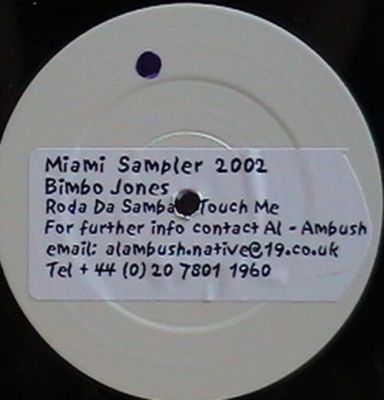 Miami Sampler 2002
Bimbo Jones
Roda Da Samba Touch Me
For further info contact Al - Ambush
email: alambush.native@19.co.uk
Tel + 44 (0) 20 7801 1960